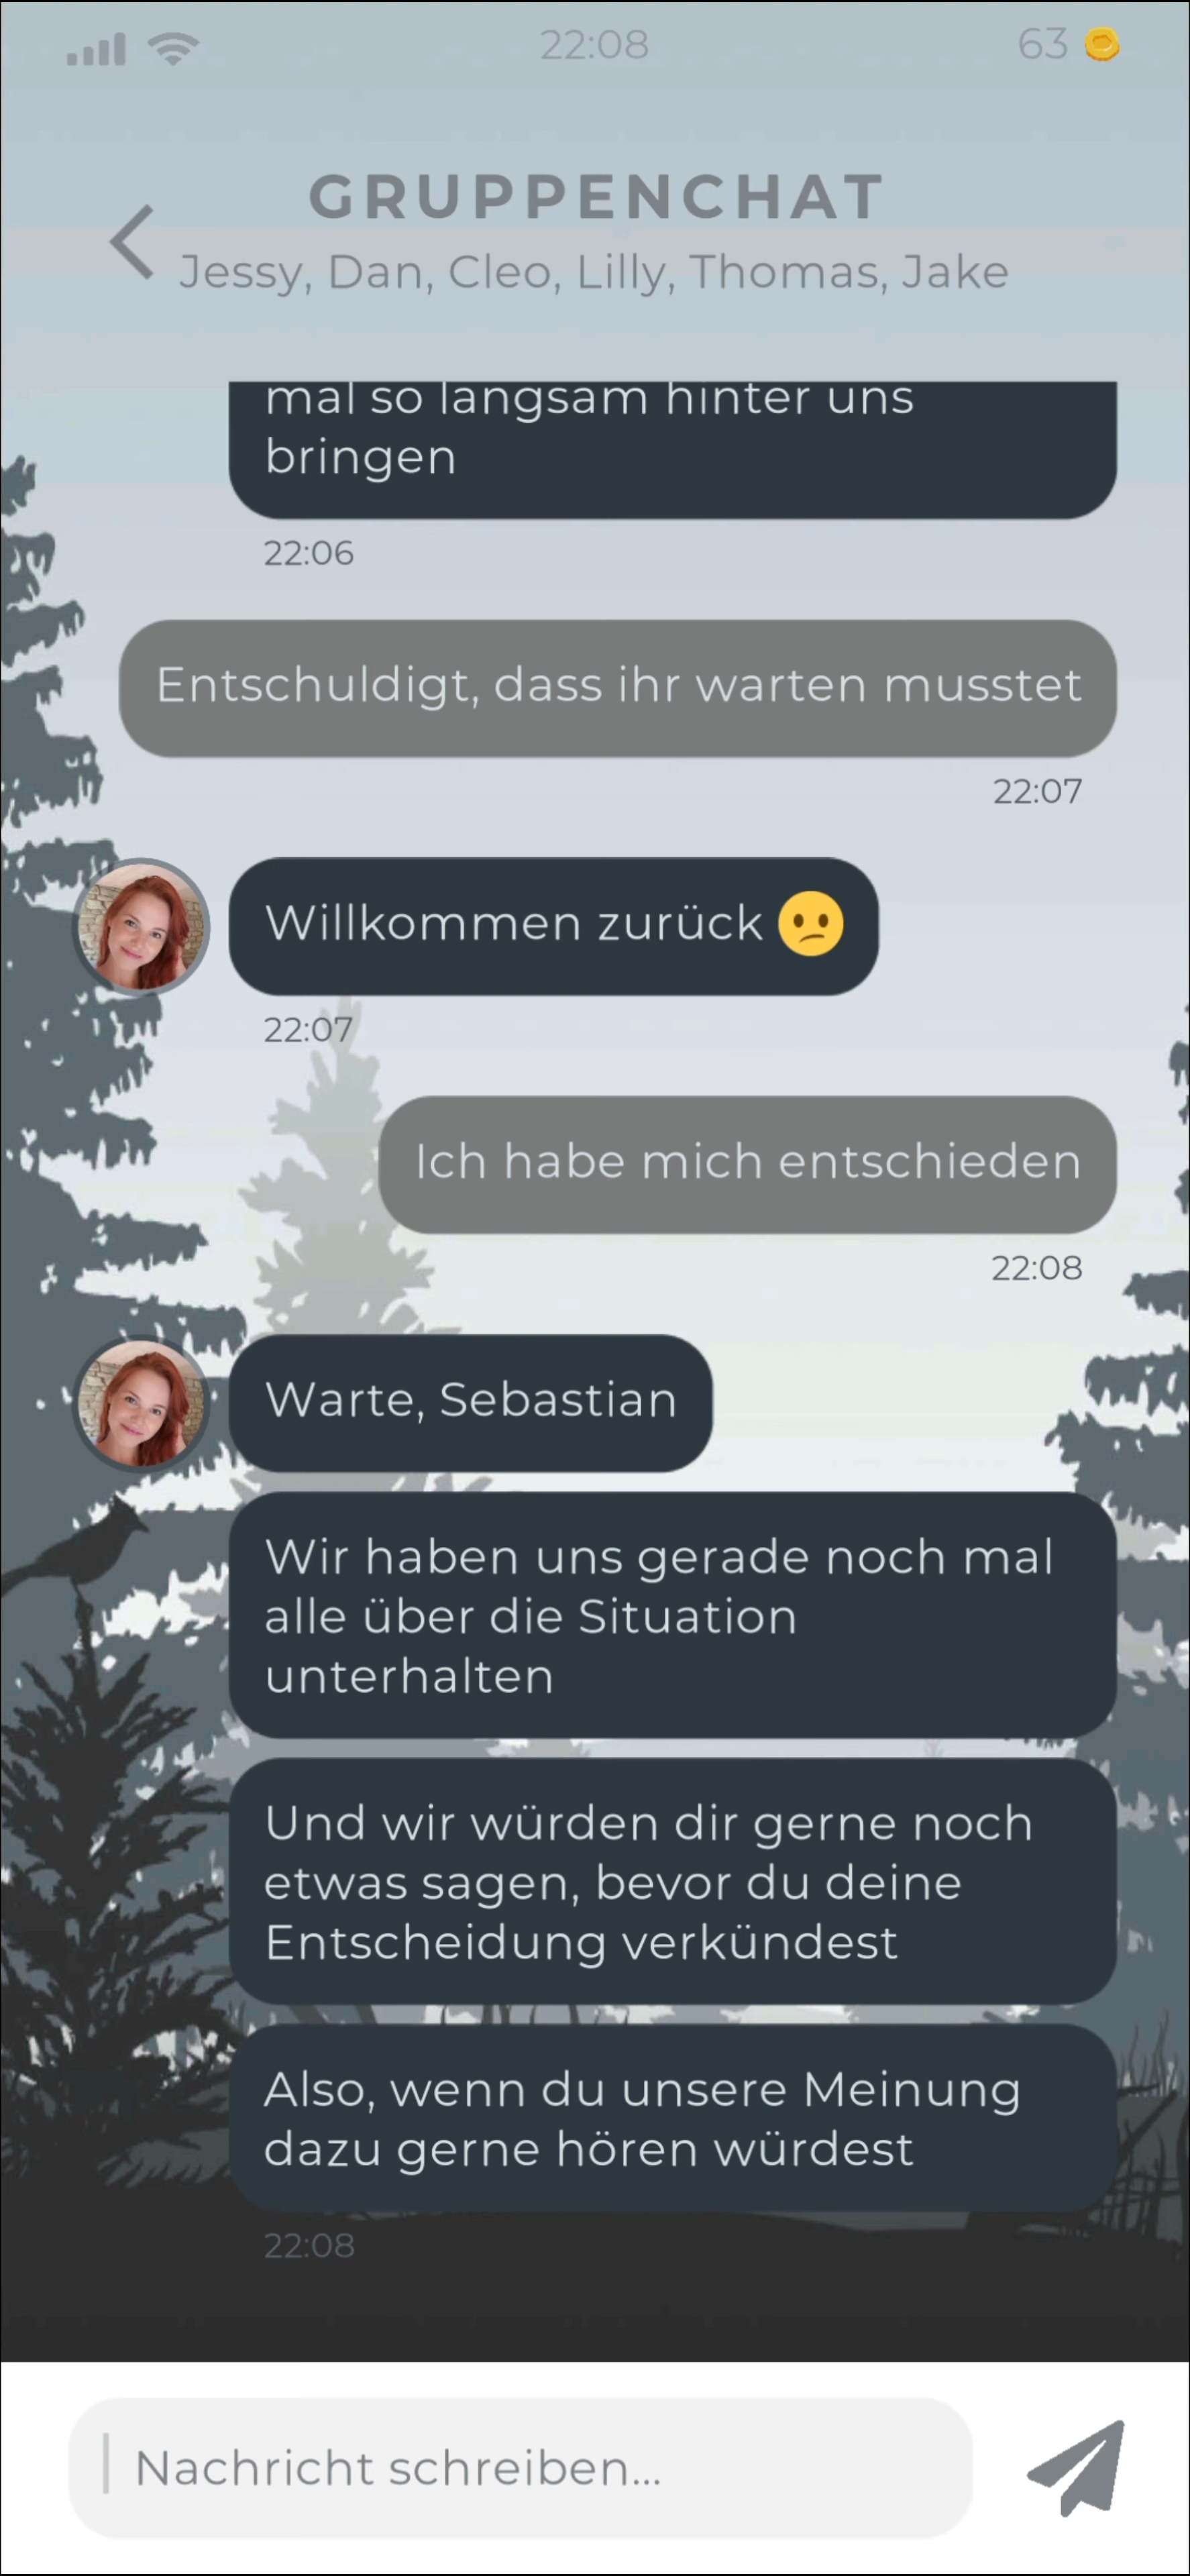 22:08
63
GRUPPENCHAT
Jessy, Dan, Cleo, Lilly, Thomas, Jake
mal so langsam hinter uns
bringen
22:06
Entschuldigt, dass ihr warten musstet
22:07
Willkommen zurück 😕
22:07
Ich habe mich entschieden
22:08
Warte, Sebastian
Wir haben uns gerade noch mal
alle über die Situation
unterhalten
Und wir würden dir gerne noch
etwas sagen, bevor du deine
Entscheidung verkündest
Also, wenn du unsere Meinung
dazu gerne hören würdest
22:08
Nachricht schreiben...